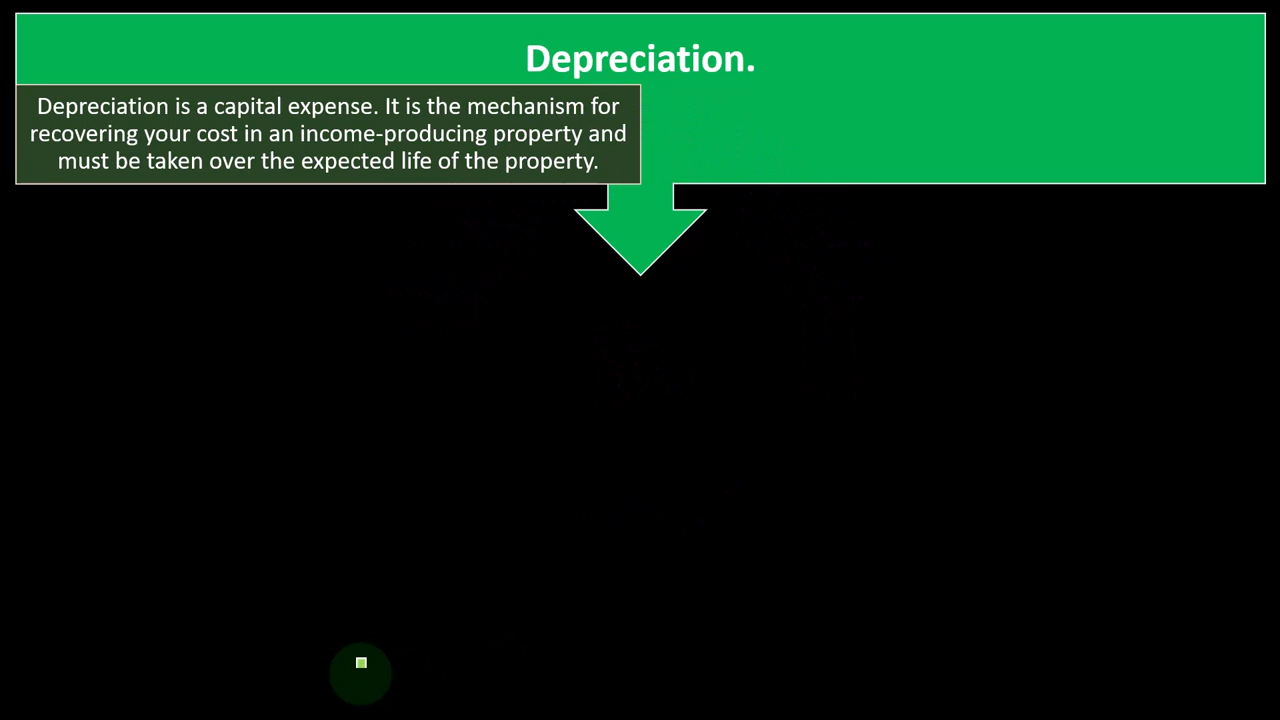 Depreciation.
Depreciation is a capital expense. It is the mechanism for
recovering your cost in an income-producing property and
must be taken over the expected life of the property.